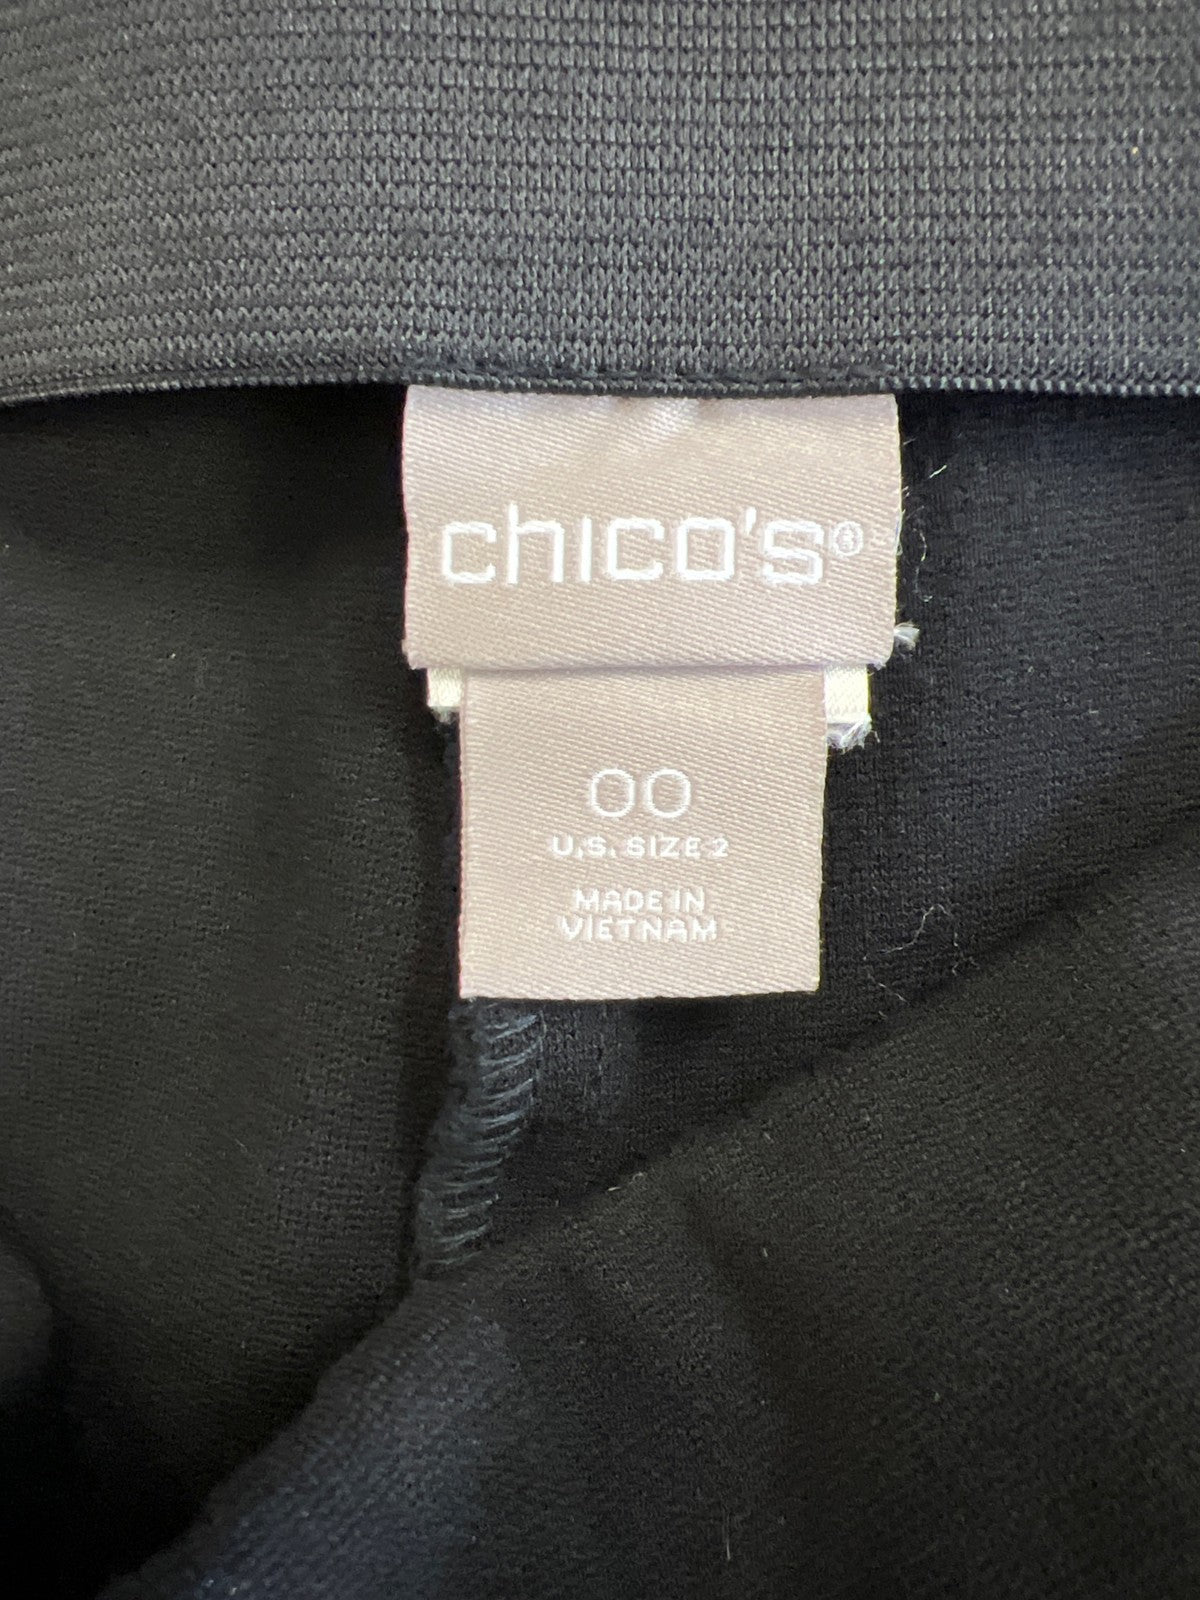 chico's®
00
U.S. SIZE 2
MADE IN
VIETNAM